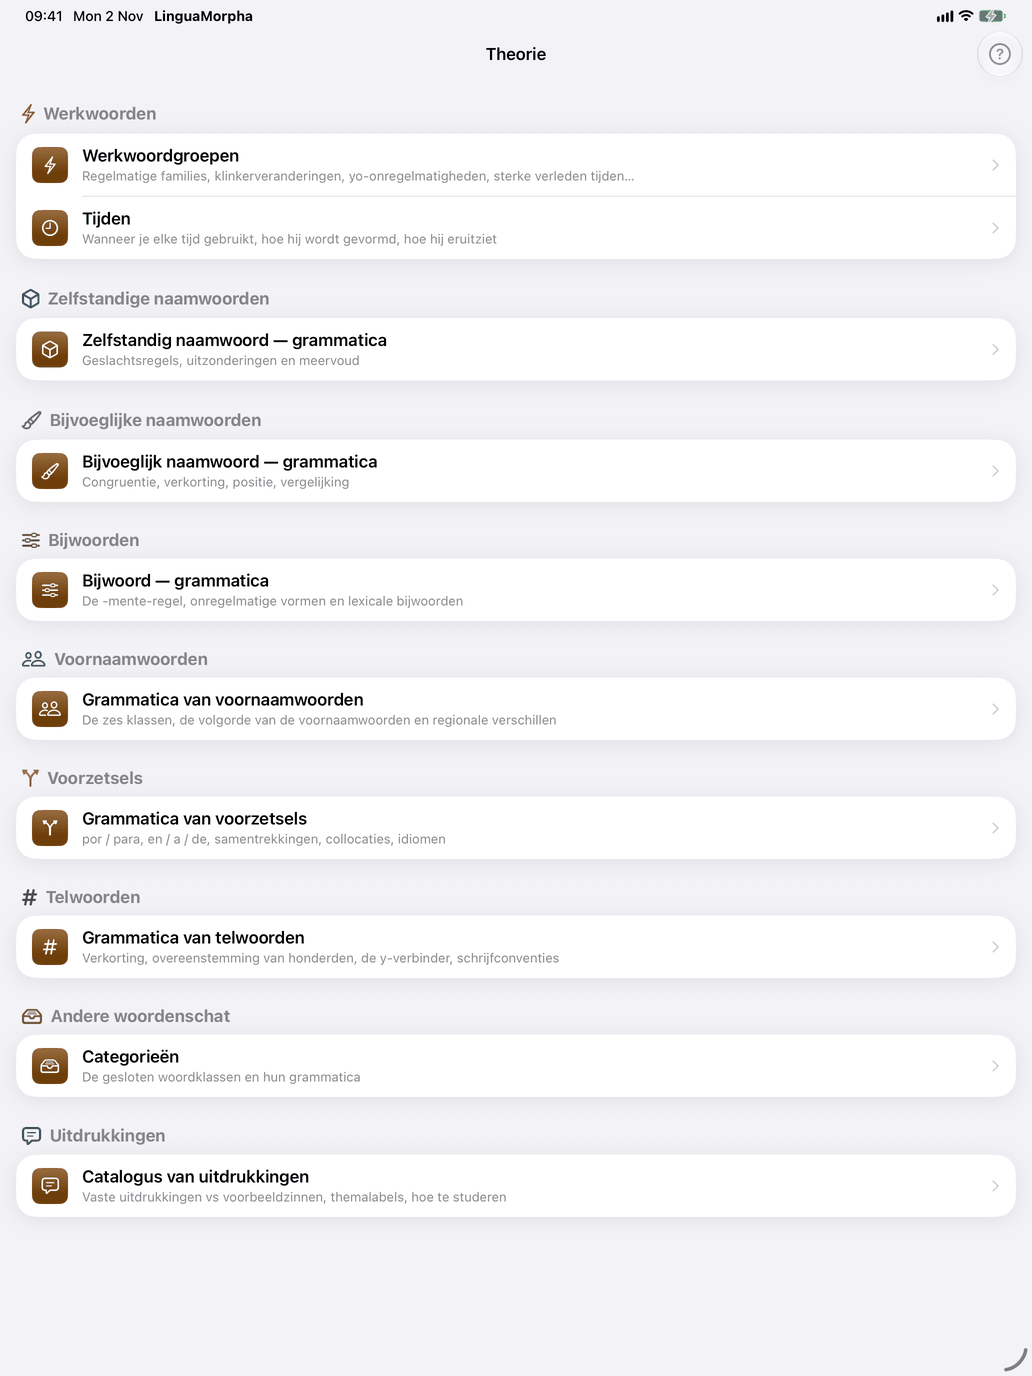 09:41 Mon 2 Nov LinguaMorpha
Theorie
Werkwoorden
Werkwoordgroepen
Regelmatige families, klinkerveranderingen, yo-onregelmatigheden, sterke verleden tijden...
Tijden
Wanneer je elke tijd gebruikt, hoe hij wordt gevormd, hoe hij eruitziet
Zelfstandige naamwoorden
Zelfstandig naamwoord — grammatica
Geslachtsregels, uitzonderingen en meervoud
Bijvoeglijke naamwoorden
Bijvoeglijk naamwoord — grammatica
Congruentie, verkorting, positie, vergelijking
Bijwoorden
Bijwoord — grammatica
De -mente-regel, onregelmatige vormen en lexicale bijwoorden
Voornaamwoorden
Grammatica van voornaamwoorden
De zes klassen, de volgorde van de voornaamwoorden en regionale verschillen
Voorzetsels
Grammatica van voorzetsels
por / para, en / a / de, samentrekkingen, collocaties, idiomen
Telwoorden
Grammatica van telwoorden
Verkorting, overeenstemming van honderden, de y-verbinder, schrijfconventies
Andere woordenschat
Categorieën
De gesloten woordklassen en hun grammatica
Uitdrukkingen
Catalogus van uitdrukkingen
Vaste uitdrukkingen vs voorbeeldzinnen, themalabels, hoe te studeren